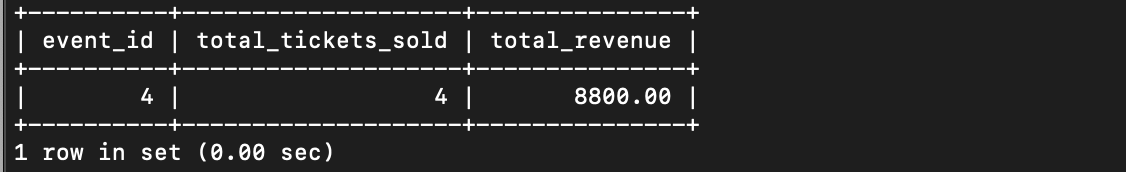 +----------+--------------------+---------------+
| event_id | total_tickets_sold | total_revenue |
+----------+--------------------+---------------+
|        4 |                  4 |       8800.00 |
+----------+--------------------+---------------+
1 row in set (0.00 sec)